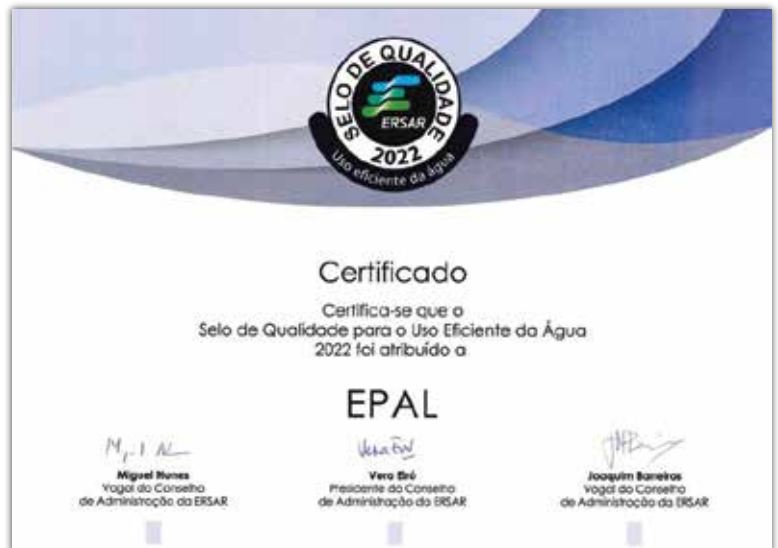 SELO DE QUALIDADE
ERSAR
2022
Uso eficiente da água
Certificado
Certifica-se que o
Selo de Qualidade para o Uso Eficiente da Água
2022 foi atribuído a
EPAL
Miguel Nunes
Vogal do Conselho
de Administração da ERSAR
Vera Eiró
Presidente do Conselho
de Administração da ERSAR
Joaquim Barreiros
Vogal do Conselho
de Administração da ERSAR